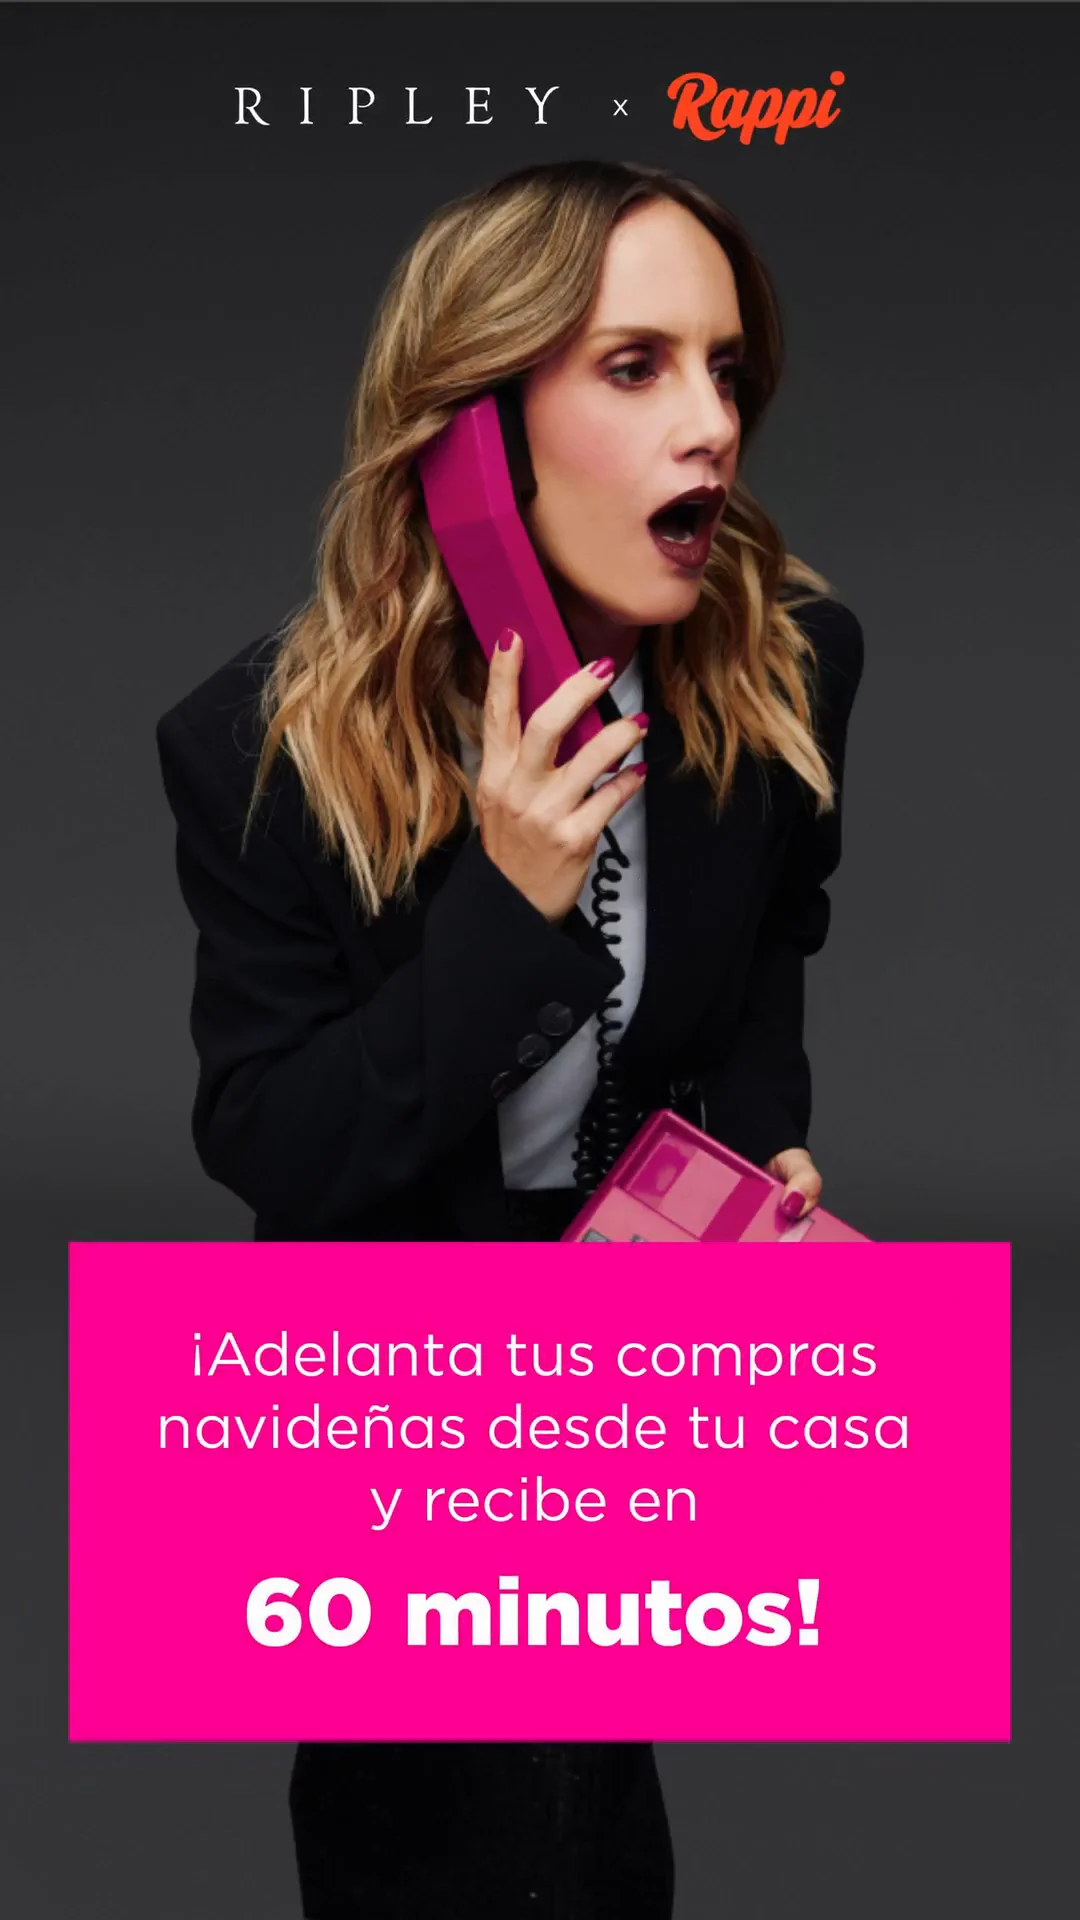 RIPLEY x Rappi
¡Adelanta tus compras
navideñas desde tu casa
y recibe en
60 minutos!